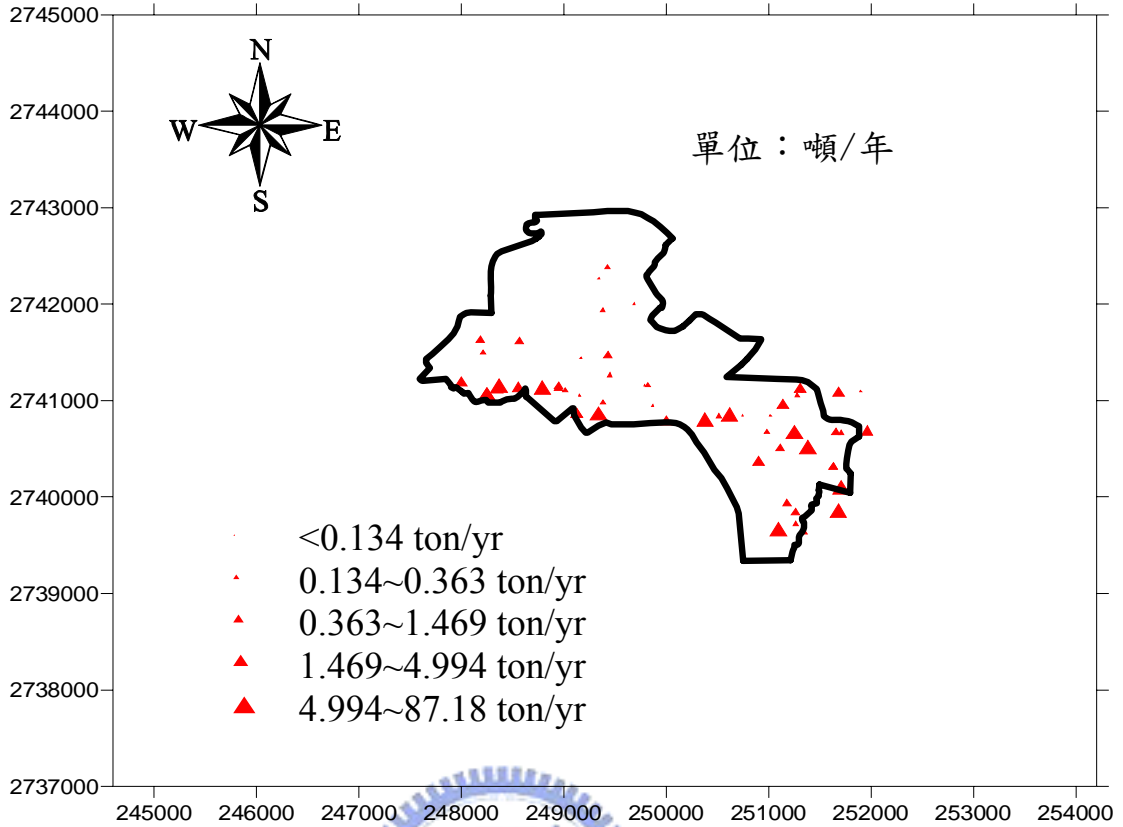 2745000
2744000
2743000
2742000
2741000
2740000
2739000
2738000
2737000
N
W E
S
單位：噸/年
<0.134 ton/yr
0.134~0.363 ton/yr
0.363~1.469 ton/yr
1.469~4.994 ton/yr
4.994~87.18 ton/yr
245000 246000 247000 248000 249000 250000 251000 252000 253000 254000